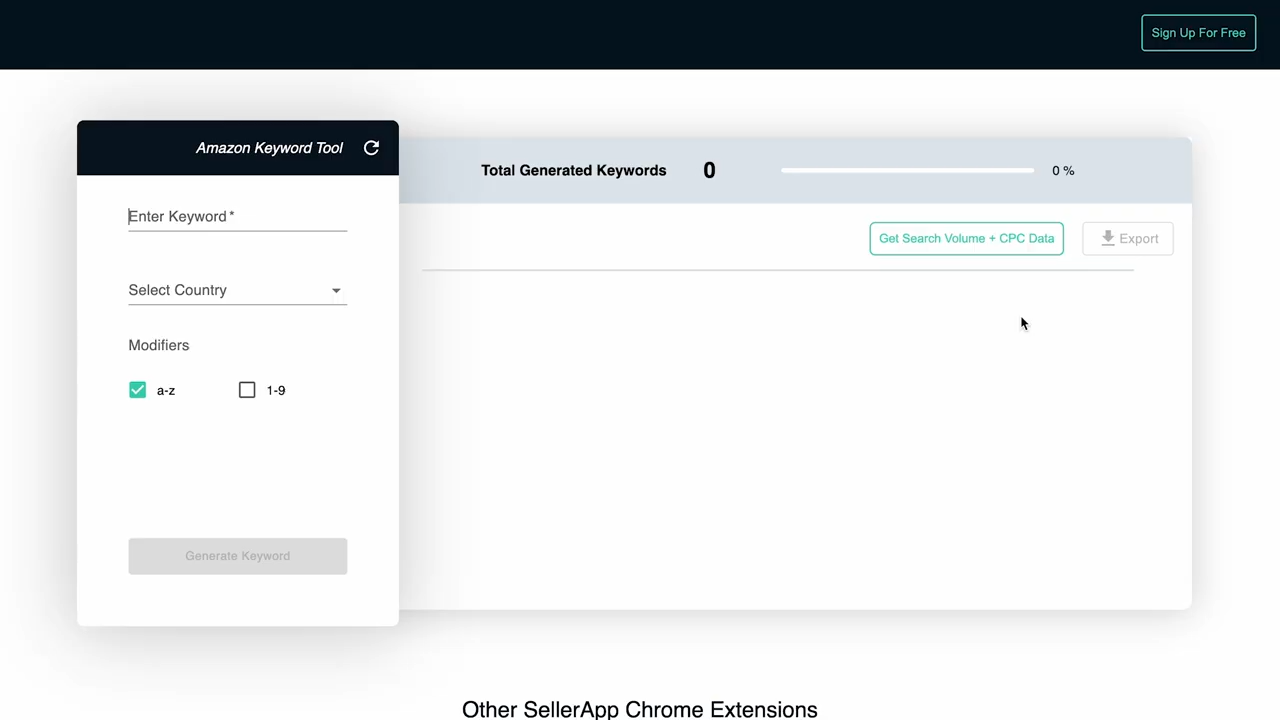 Sign Up For Free
Amazon Keyword Tool
Total Generated Keywords 0 0 %
Enter Keyword *
Get Search Volume + CPC Data Export
Select Country
Modifiers
a-z 1-9
Generate Keyword
Other SellerApp Chrome Extensions